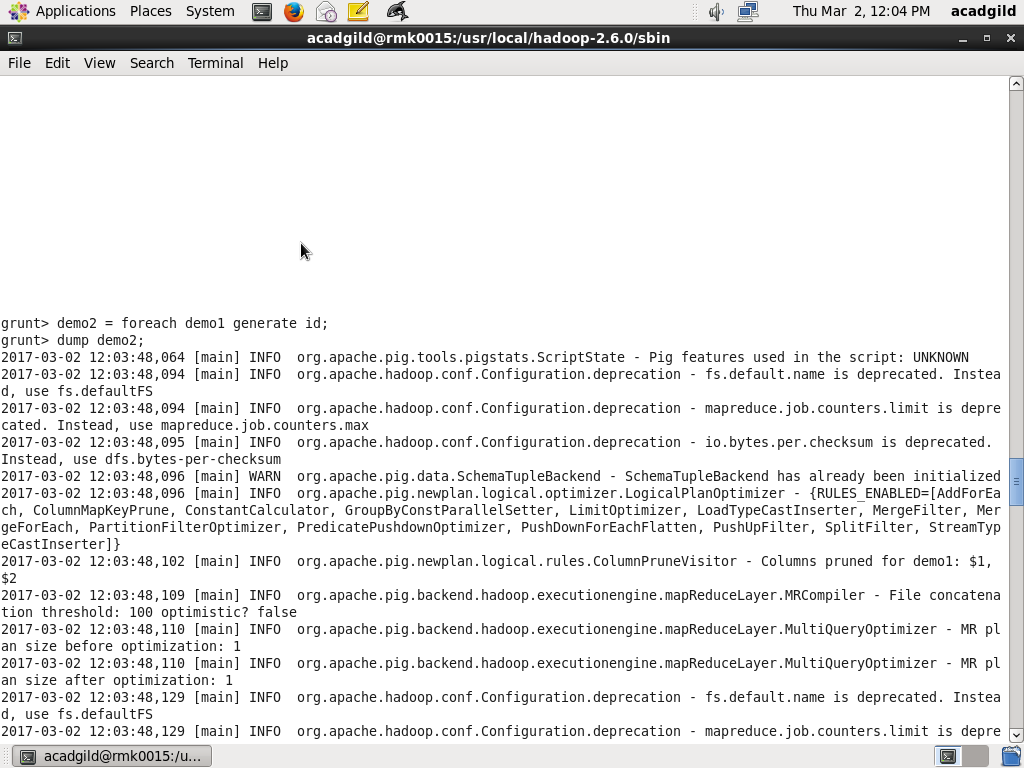 Applications Places System Thu Mar 2, 12:04 PM acadgild
acadgild@rmk0015:/usr/local/hadoop-2.6.0/sbin
File Edit View Search Terminal Help
grunt> demo2 = foreach demo1 generate id;
grunt> dump demo2;
2017-03-02 12:03:48,064 [main] INFO  org.apache.pig.tools.pigstats.ScriptState - Pig features used in the script: UNKNOWN
2017-03-02 12:03:48,094 [main] INFO  org.apache.hadoop.conf.Configuration.deprecation - fs.default.name is deprecated. Instea
d, use fs.defaultFS
2017-03-02 12:03:48,094 [main] INFO  org.apache.hadoop.conf.Configuration.deprecation - mapreduce.job.counters.limit is depre
cated. Instead, use mapreduce.job.counters.max
2017-03-02 12:03:48,095 [main] INFO  org.apache.hadoop.conf.Configuration.deprecation - io.bytes.per.checksum is deprecated.
Instead, use dfs.bytes-per-checksum
2017-03-02 12:03:48,096 [main] WARN  org.apache.pig.data.SchemaTupleBackend - SchemaTupleBackend has already been initialized
2017-03-02 12:03:48,096 [main] INFO  org.apache.pig.newplan.logical.optimizer.LogicalPlanOptimizer - {RULES_ENABLED=[AddForEa
ch, ColumnMapKeyPrune, ConstantCalculator, GroupByConstParallelSetter, LimitOptimizer, LoadTypeCastInserter, MergeFilter, Mer
geForEach, PartitionFilterOptimizer, PredicatePushdownOptimizer, PushDownForEachFlatten, PushUpFilter, SplitFilter, StreamTyp
eCastInserter]}
2017-03-02 12:03:48,102 [main] INFO  org.apache.pig.newplan.logical.rules.ColumnPruneVisitor - Columns pruned for demo1: $1,
$2
2017-03-02 12:03:48,109 [main] INFO  org.apache.pig.backend.hadoop.executionengine.mapReduceLayer.MRCompiler - File concatena
tion threshold: 100 optimistic? false
2017-03-02 12:03:48,110 [main] INFO  org.apache.pig.backend.hadoop.executionengine.mapReduceLayer.MultiQueryOptimizer - MR pl
an size before optimization: 1
2017-03-02 12:03:48,110 [main] INFO  org.apache.pig.backend.hadoop.executionengine.mapReduceLayer.MultiQueryOptimizer - MR pl
an size after optimization: 1
2017-03-02 12:03:48,129 [main] INFO  org.apache.hadoop.conf.Configuration.deprecation - fs.default.name is deprecated. Instea
d, use fs.defaultFS
2017-03-02 12:03:48,129 [main] INFO  org.apache.hadoop.conf.Configuration.deprecation - mapreduce.job.counters.limit is depre
acadgild@rmk0015:/u...